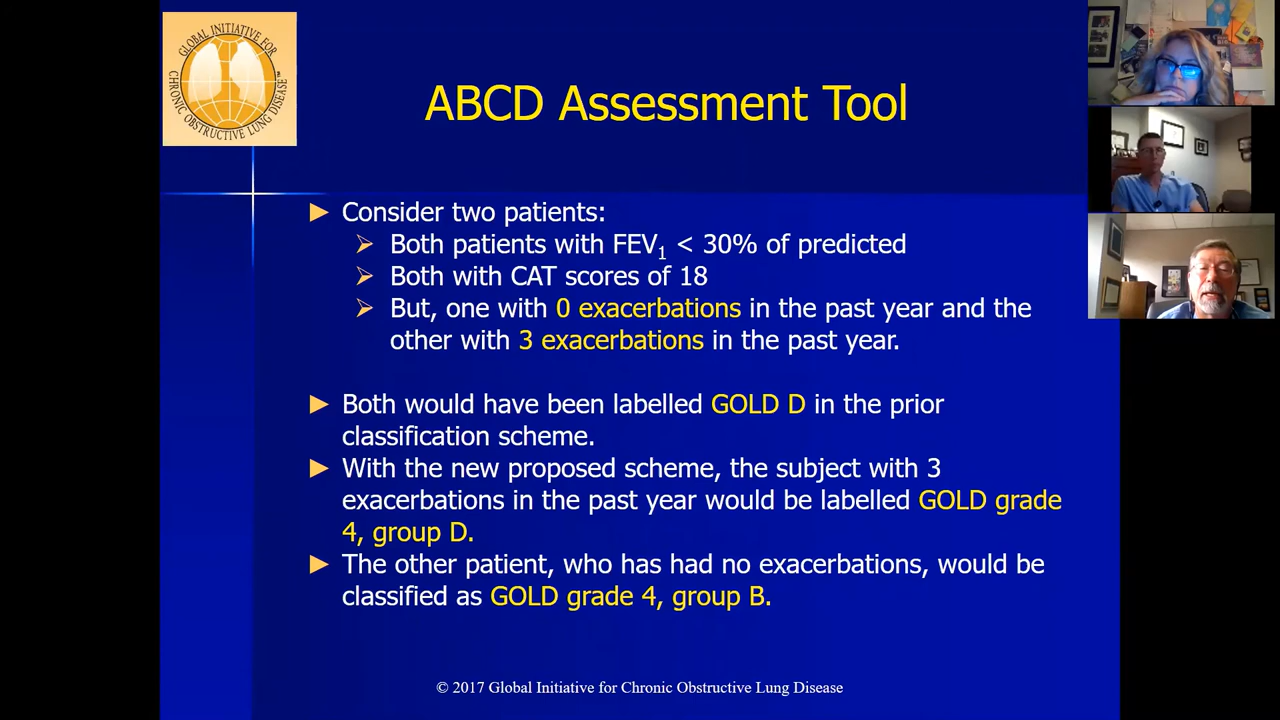 GLOBAL INITIATIVE FOR
CHRONIC OBSTRUCTIVE LUNG DISEASE
ABCD Assessment Tool
► Consider two patients:
➢ Both patients with FEV1 < 30% of predicted
➢ Both with CAT scores of 18
➢ But, one with 0 exacerbations in the past year and the
other with 3 exacerbations in the past year.
► Both would have been labelled GOLD D in the prior
classification scheme.
► With the new proposed scheme, the subject with 3
exacerbations in the past year would be labelled GOLD grade
4, group D.
► The other patient, who has had no exacerbations, would be
classified as GOLD grade 4, group B.
© 2017 Global Initiative for Chronic Obstructive Lung Disease